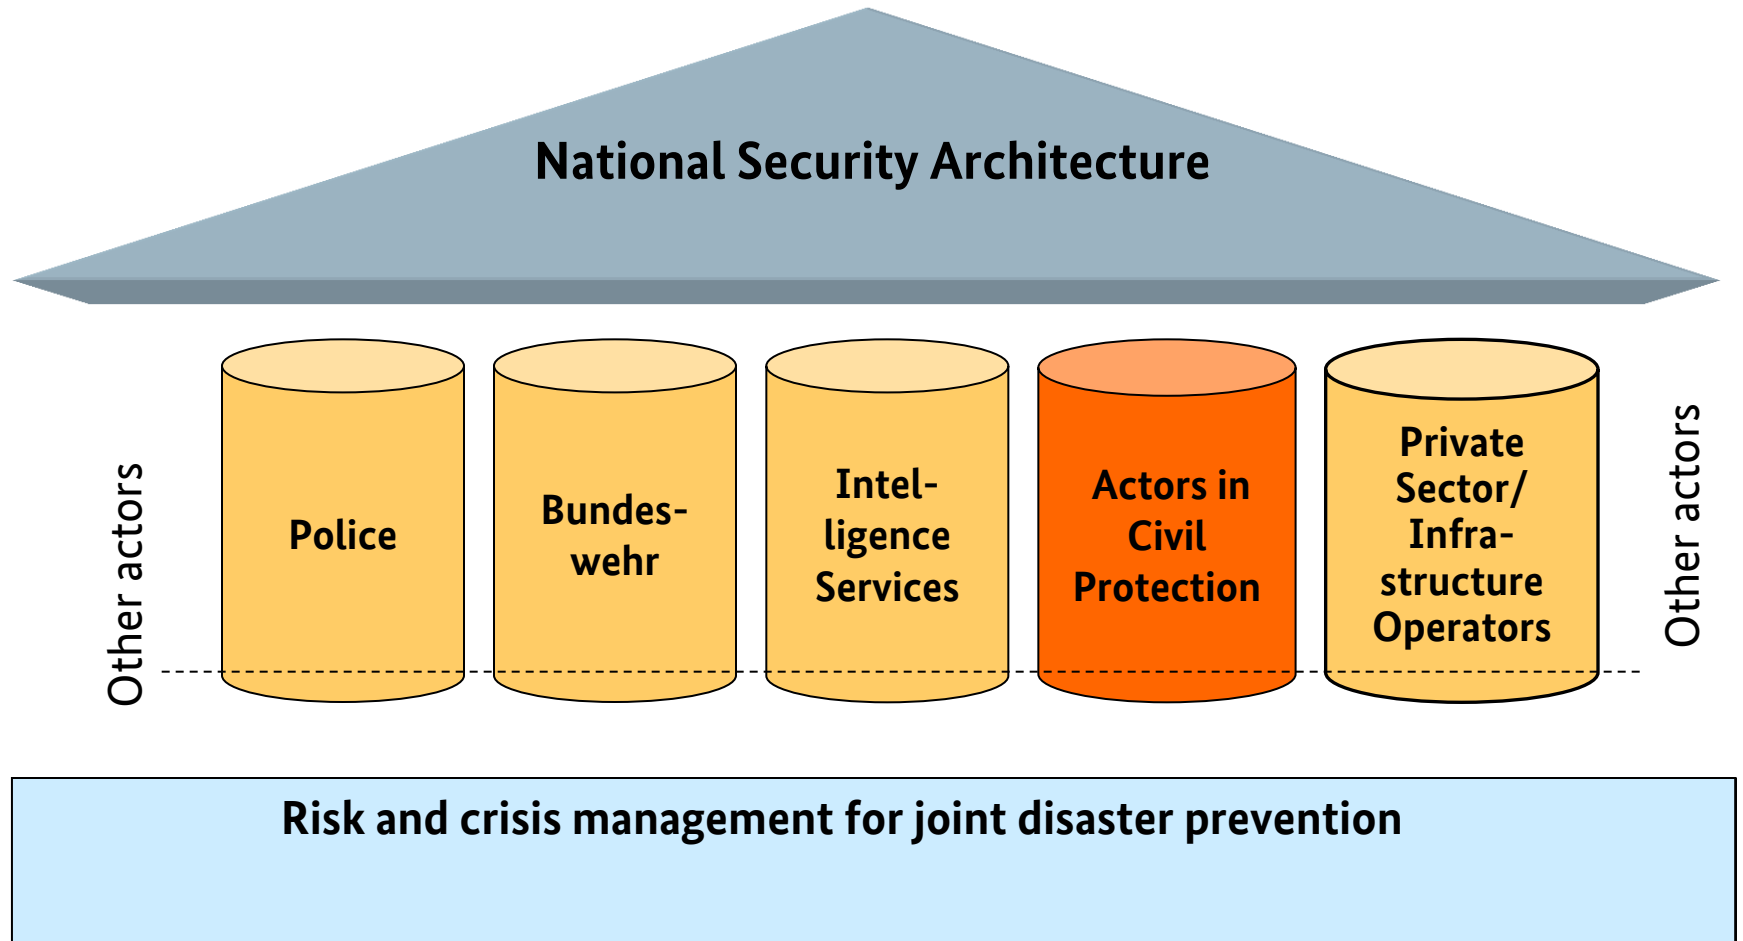 National Security Architecture
Other actors
Police
Bundes-
wehr
Intel-
ligence
Services
Actors in
Civil
Protection
Private
Sector/
Infra-
structure
Operators
Other actors
Risk and crisis management for joint disaster prevention